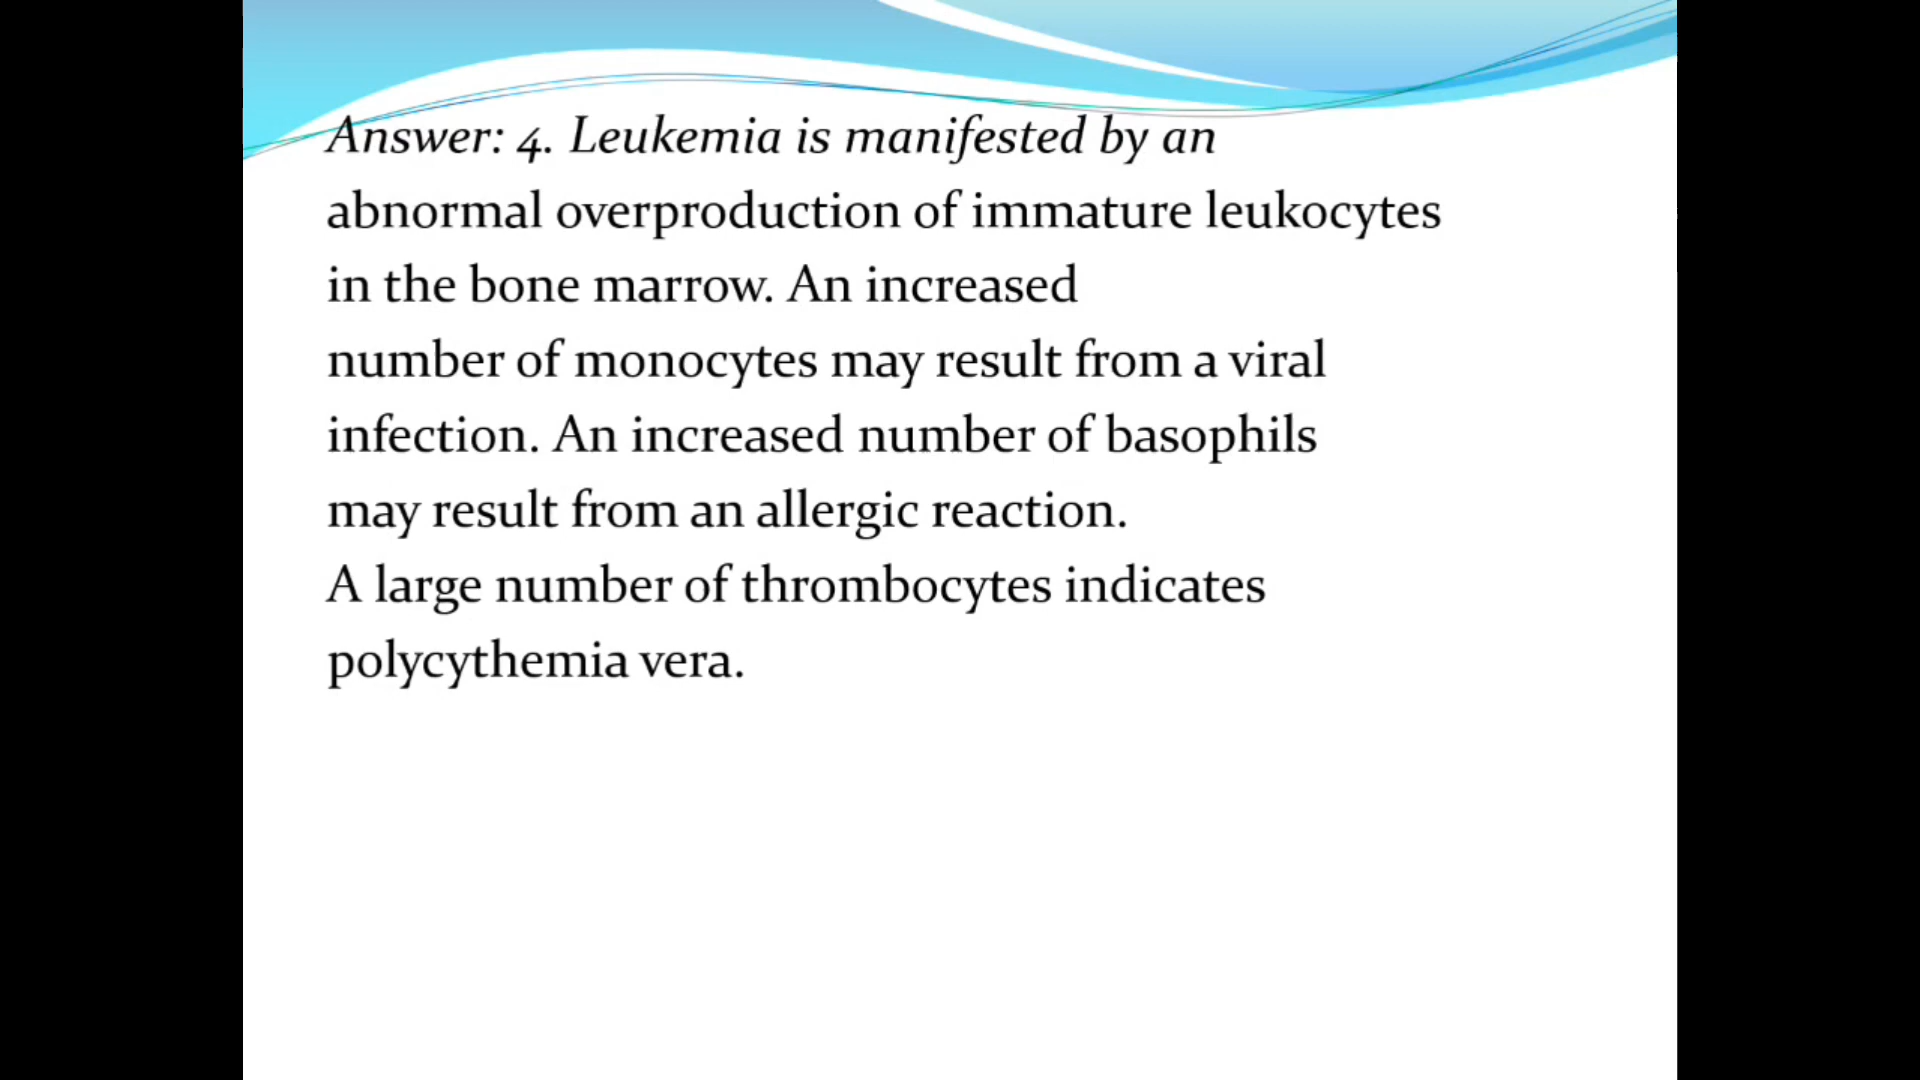 Answer: 4. Leukemia is manifested by an
abnormal overproduction of immature leukocytes
in the bone marrow. An increased
number of monocytes may result from a viral
infection. An increased number of basophils
may result from an allergic reaction.
A large number of thrombocytes indicates
polycythemia vera.